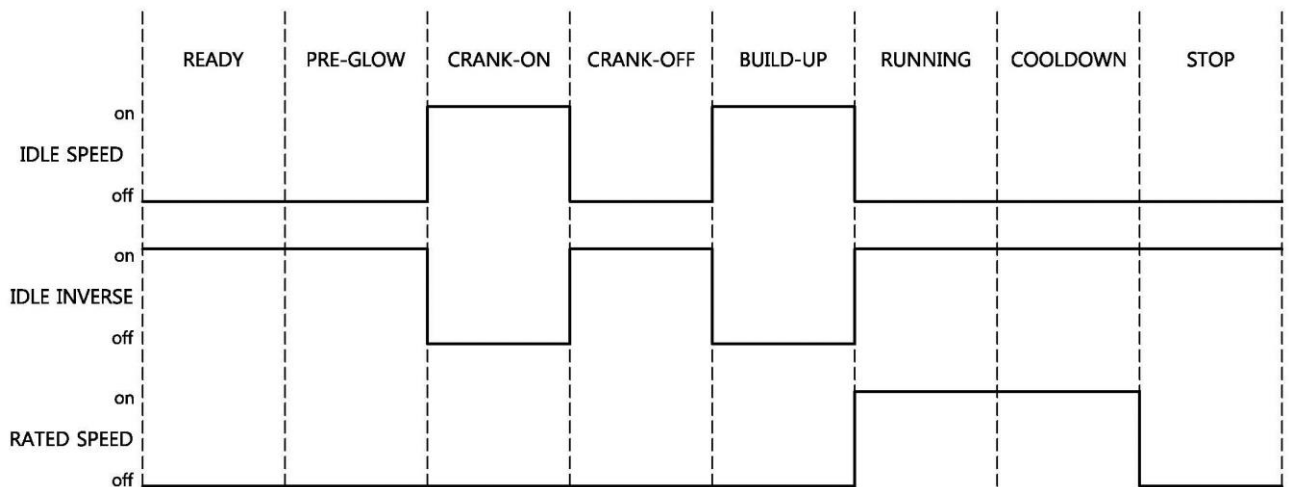 READY PRE-GLOW CRANK-ON CRANK-OFF BUILD-UP RUNNING COOLDOWN STOP
on
IDLE SPEED
off
on
IDLE INVERSE
off
on
RATED SPEED
off